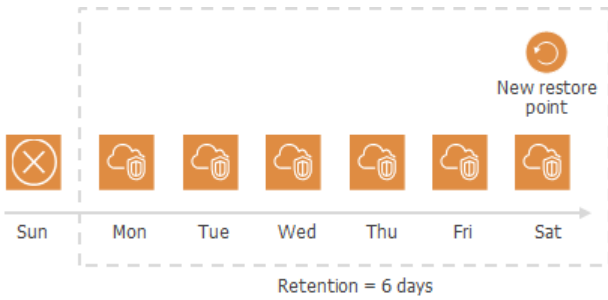 New restore
point
Sun Mon Tue Wed Thu Fri Sat
Retention = 6 days